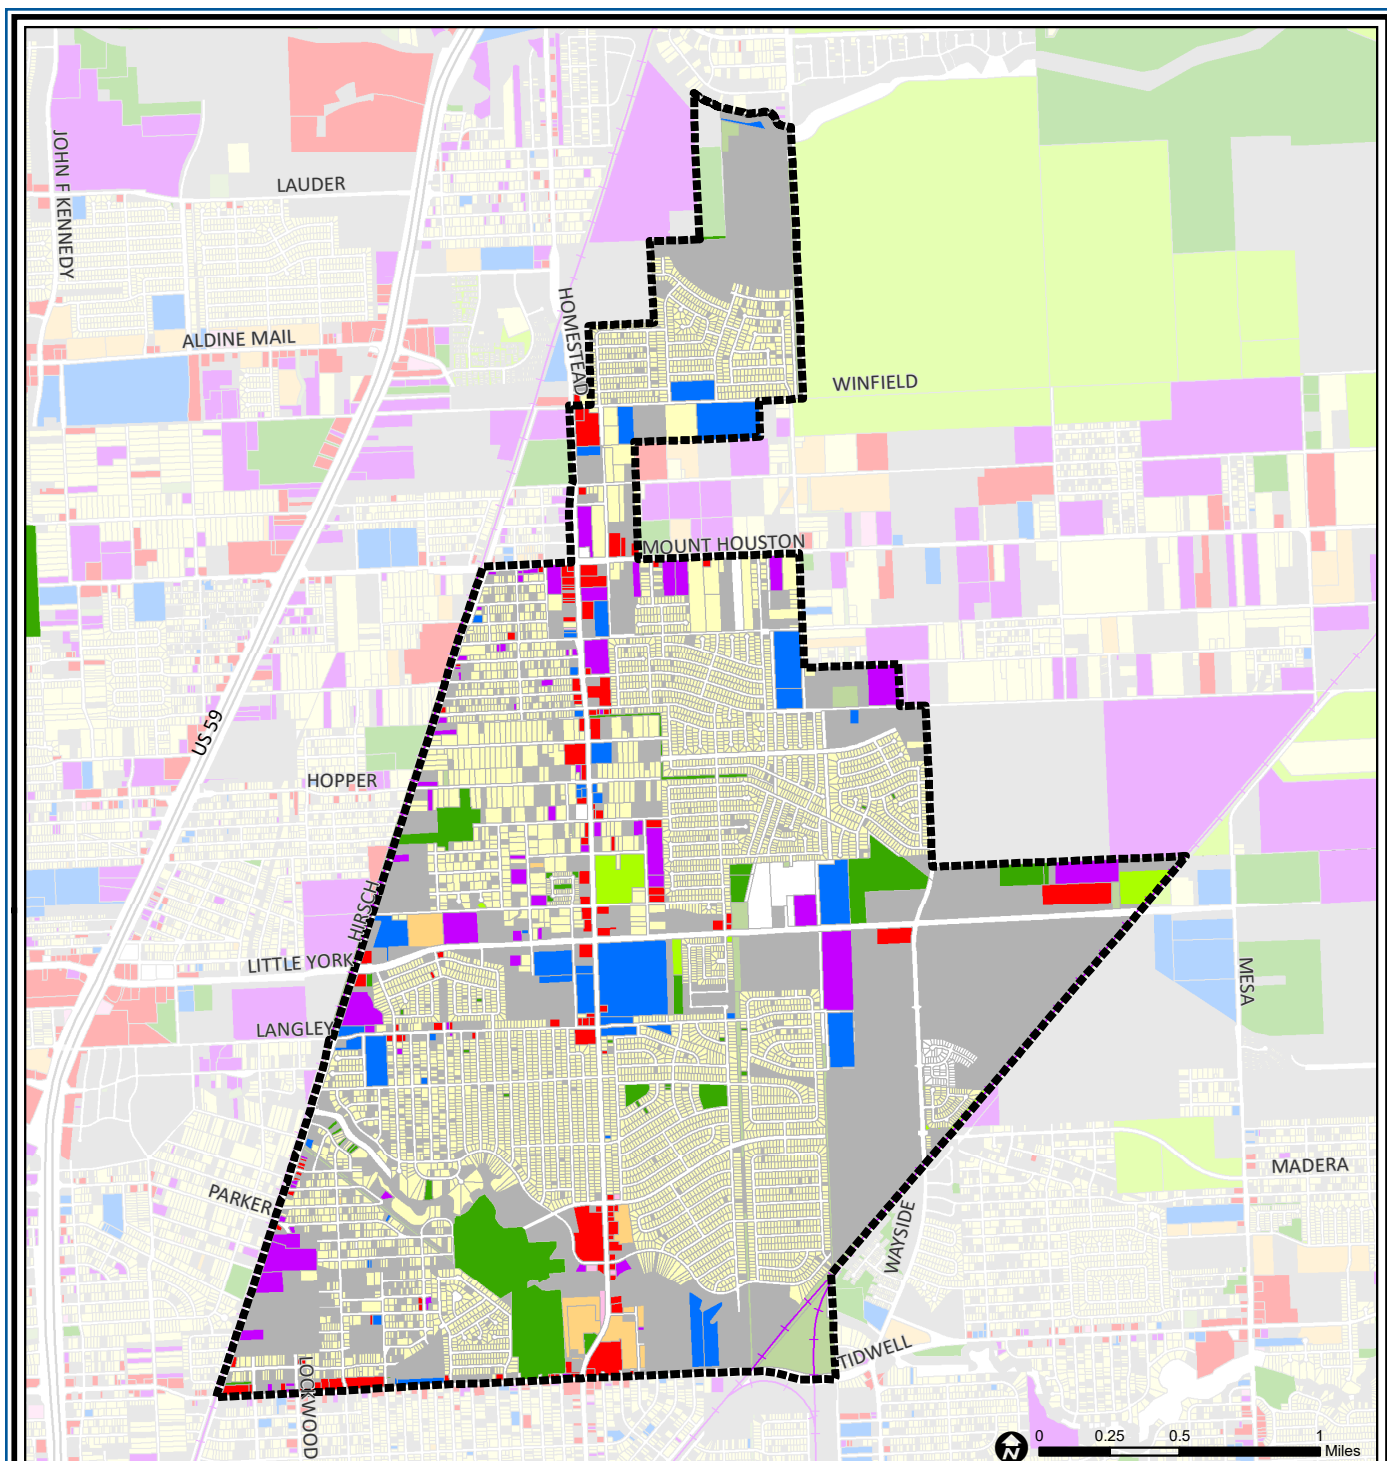 JOHN F KENNEDY
LAUDER
HOMESTEAD
ALDINE MAIL
WINFIELD
MOUNT HOUSTON
US 59
HOPPER
HIRSCH
LITTLE YORK
MESA
LANGLEY
MADERA
PARKER
WAYSIDE
TIDWELL
LOCKWOOD
N
0 0.25 0.5 1
Miles